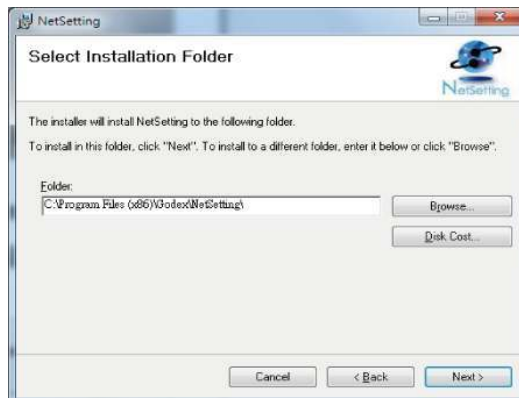 NetSetting
Select Installation Folder
NetSetting
The installer will install NetSetting to the following folder.
To install in this folder, click "Next". To install to a different folder, enter it below or click "Browse".
Folder:
C:\Program Files (x86)\Godex\NetSetting\
Browse...
Disk Cost...
Cancel
< Back
Next >